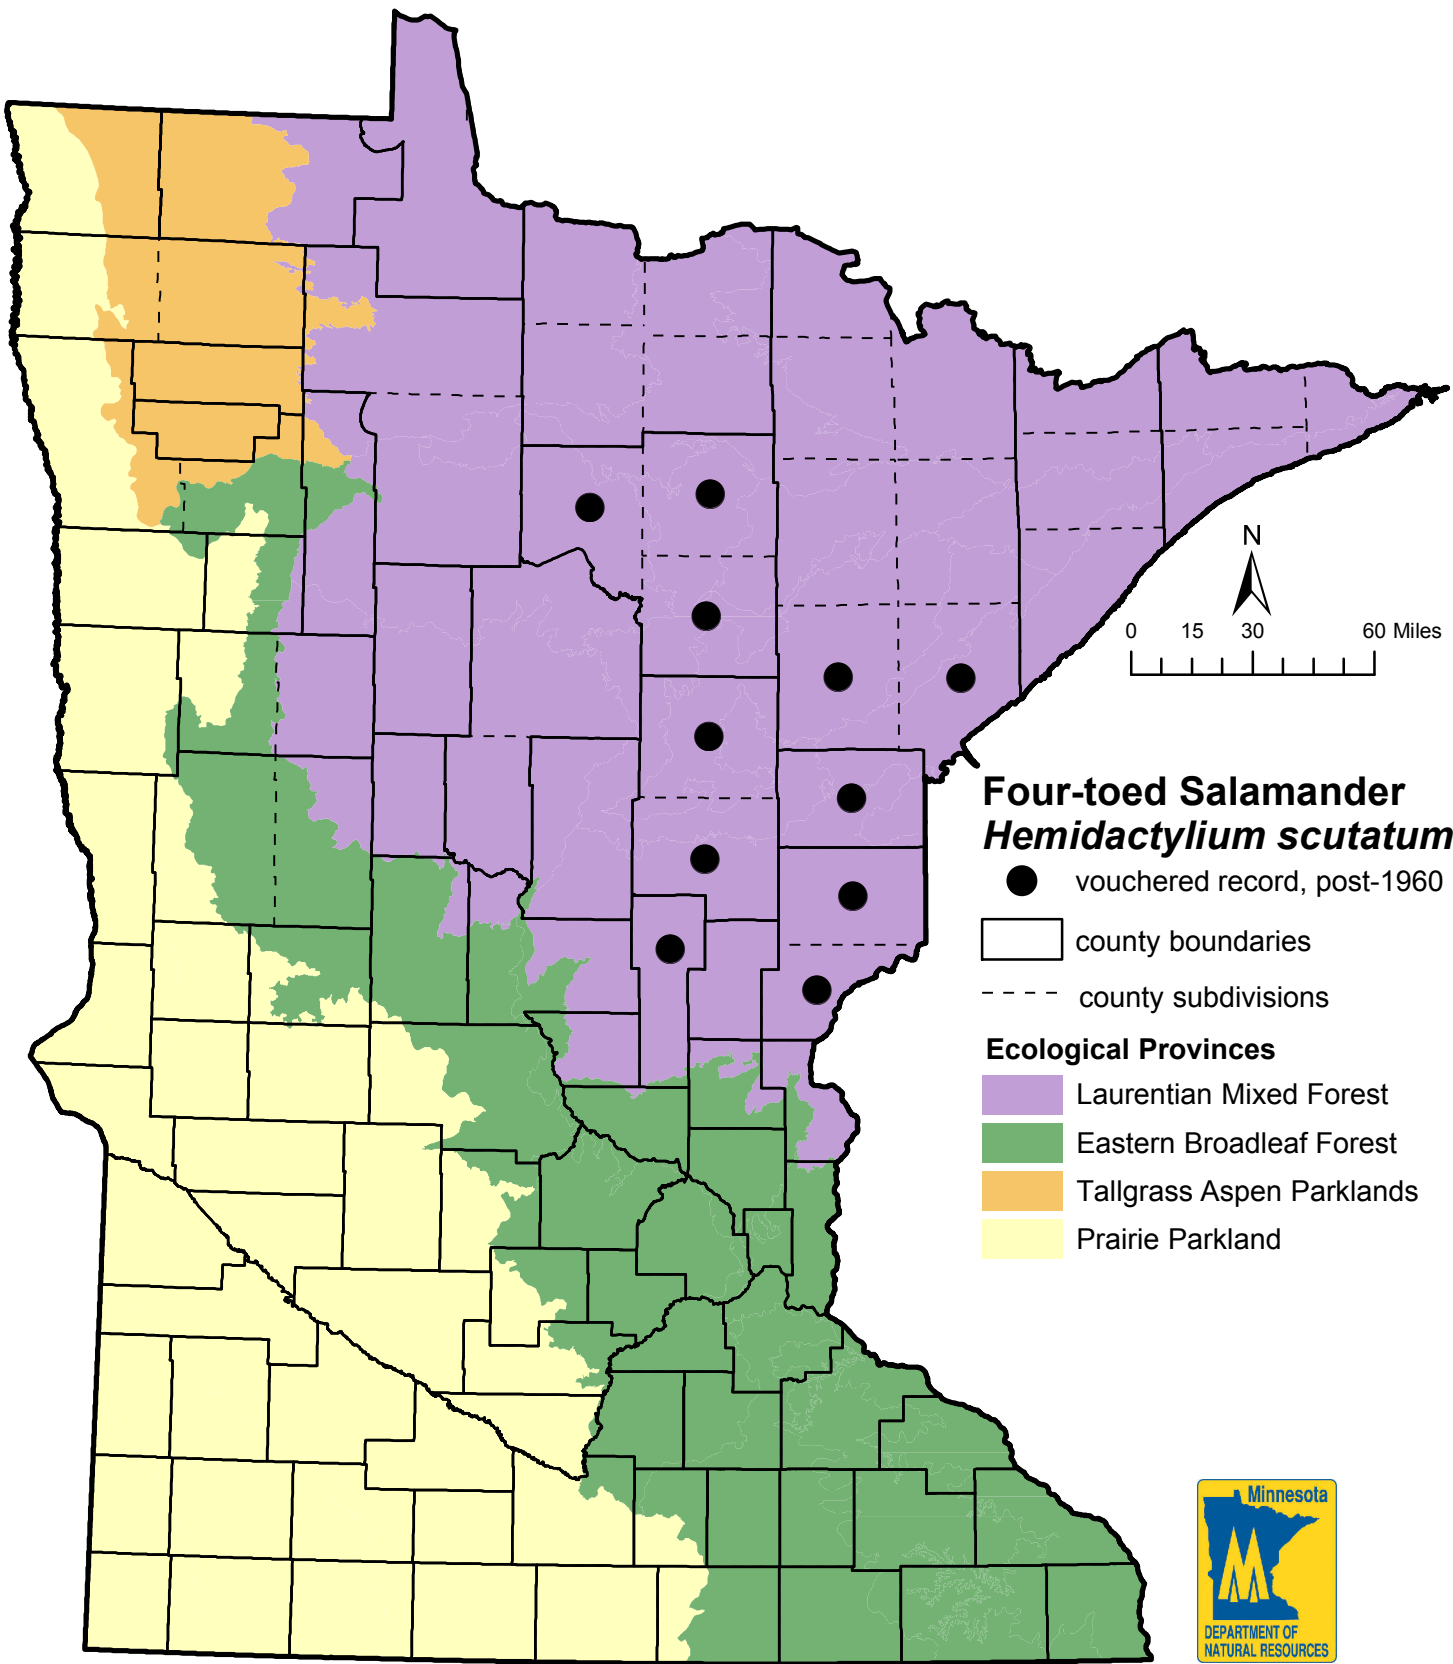 N
0 15 30 60 Miles
Four-toed Salamander
Hemidactylium scutatum
vouchered record, post-1960
county boundaries
county subdivisions
Ecological Provinces
Laurentian Mixed Forest
Eastern Broadleaf Forest
Tallgrass Aspen Parklands
Prairie Parkland
Minnesota
DEPARTMENT OF
NATURAL RESOURCES